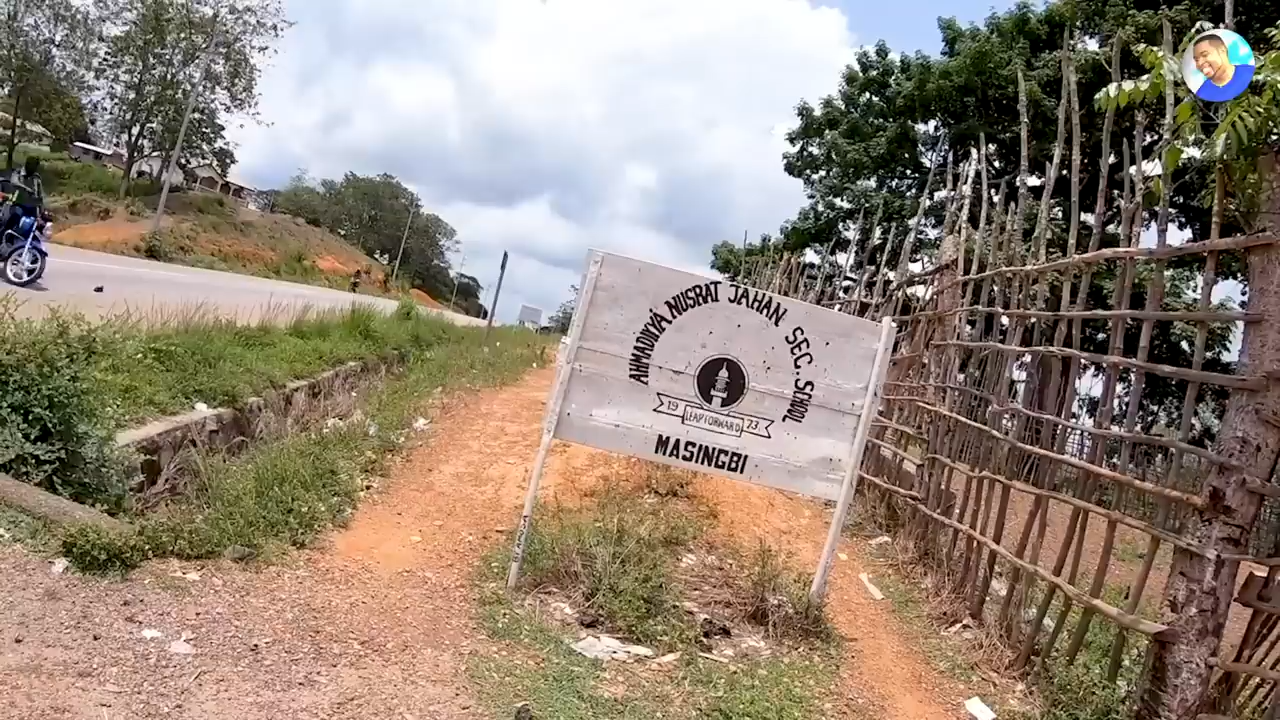 AHMADIYYA NUSRAT JAHAN SEC. SCHOOL
19 LEAP FORWARD 73
MASINGBI